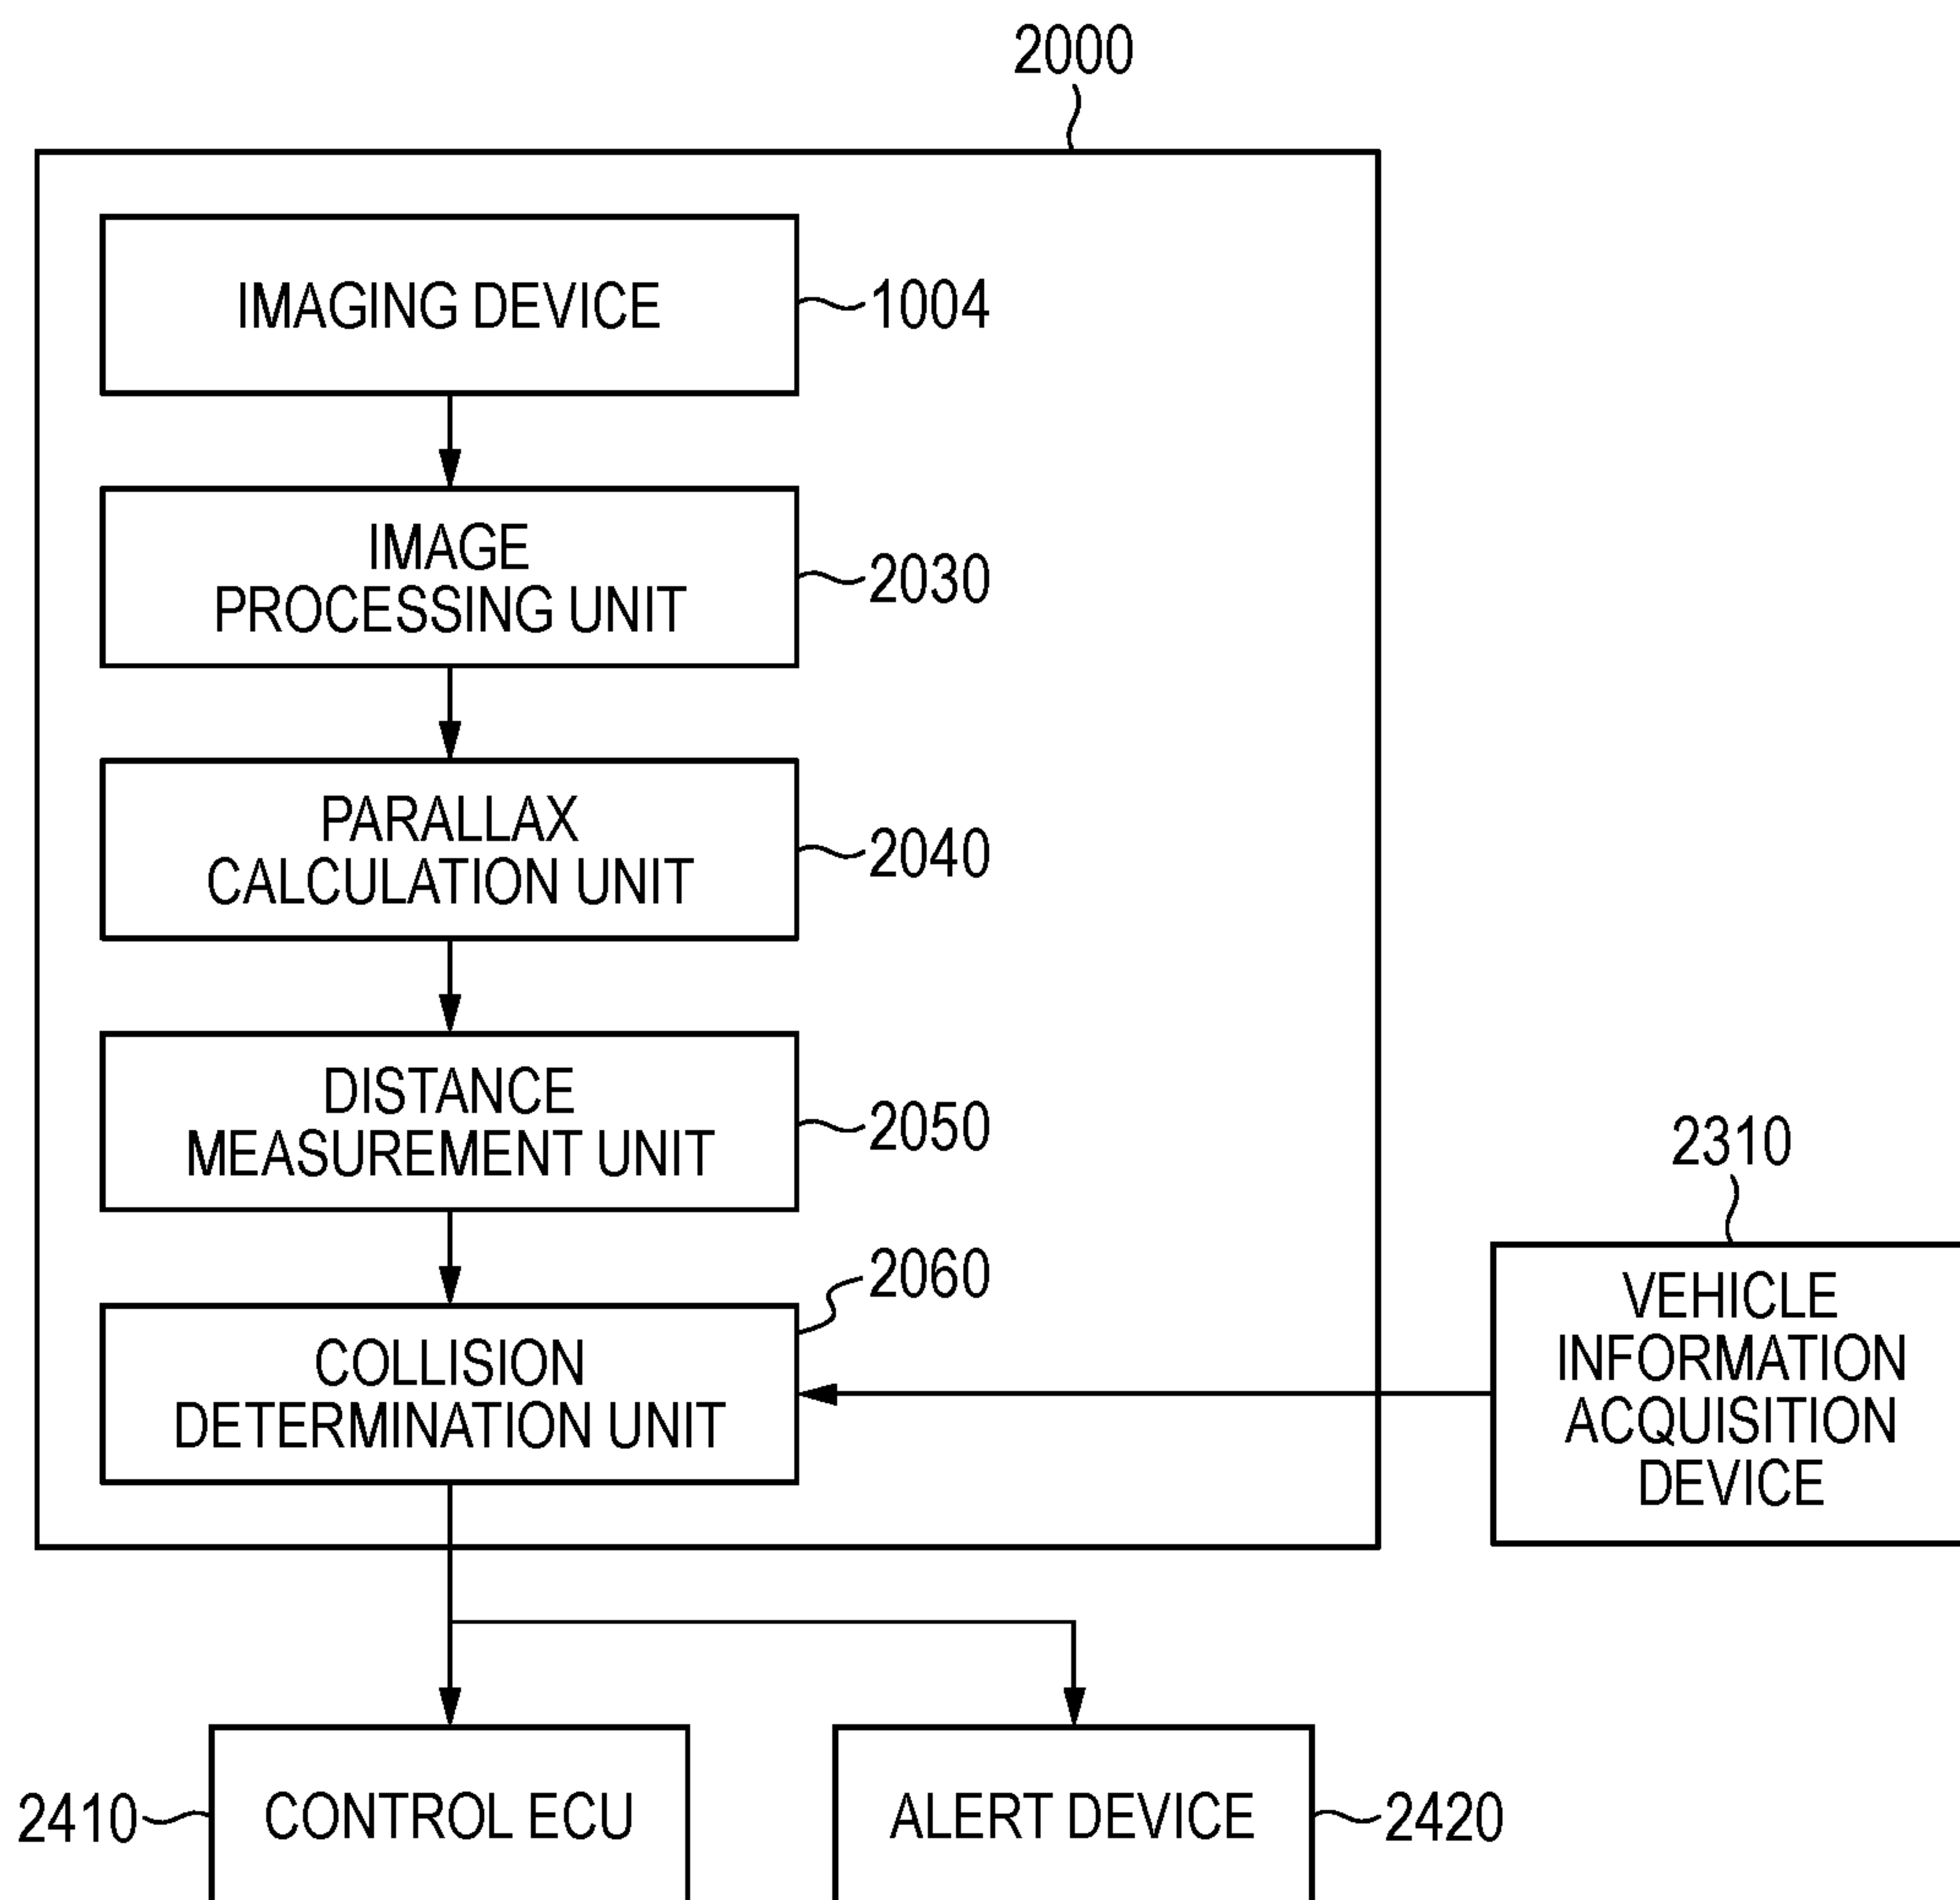 2000
IMAGING DEVICE
1004
IMAGE
PROCESSING UNIT
2030
PARALLAX
CALCULATION UNIT
2040
DISTANCE
MEASUREMENT UNIT
2050
2060
COLLISION
DETERMINATION UNIT
2310
VEHICLE
INFORMATION
ACQUISITION
DEVICE
2410
CONTROL ECU
ALERT DEVICE
2420